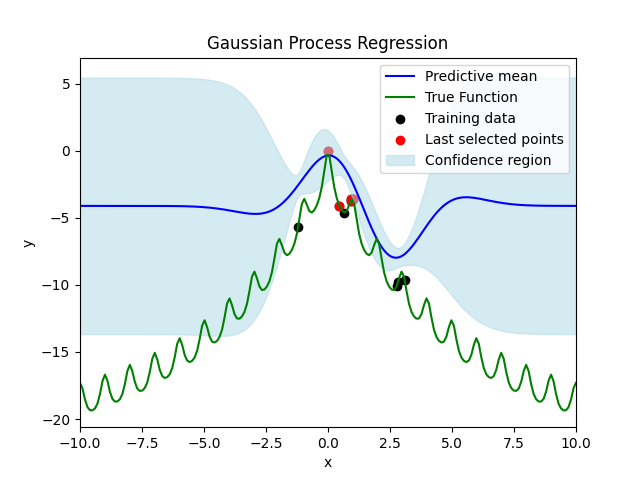 Gaussian Process Regression
Predictive mean
True Function
Training data
Last selected points
Confidence region
y
5
0
−5
−10
−15
−20
−10.0 −7.5 −5.0 −2.5 0.0 2.5 5.0 7.5 10.0
x